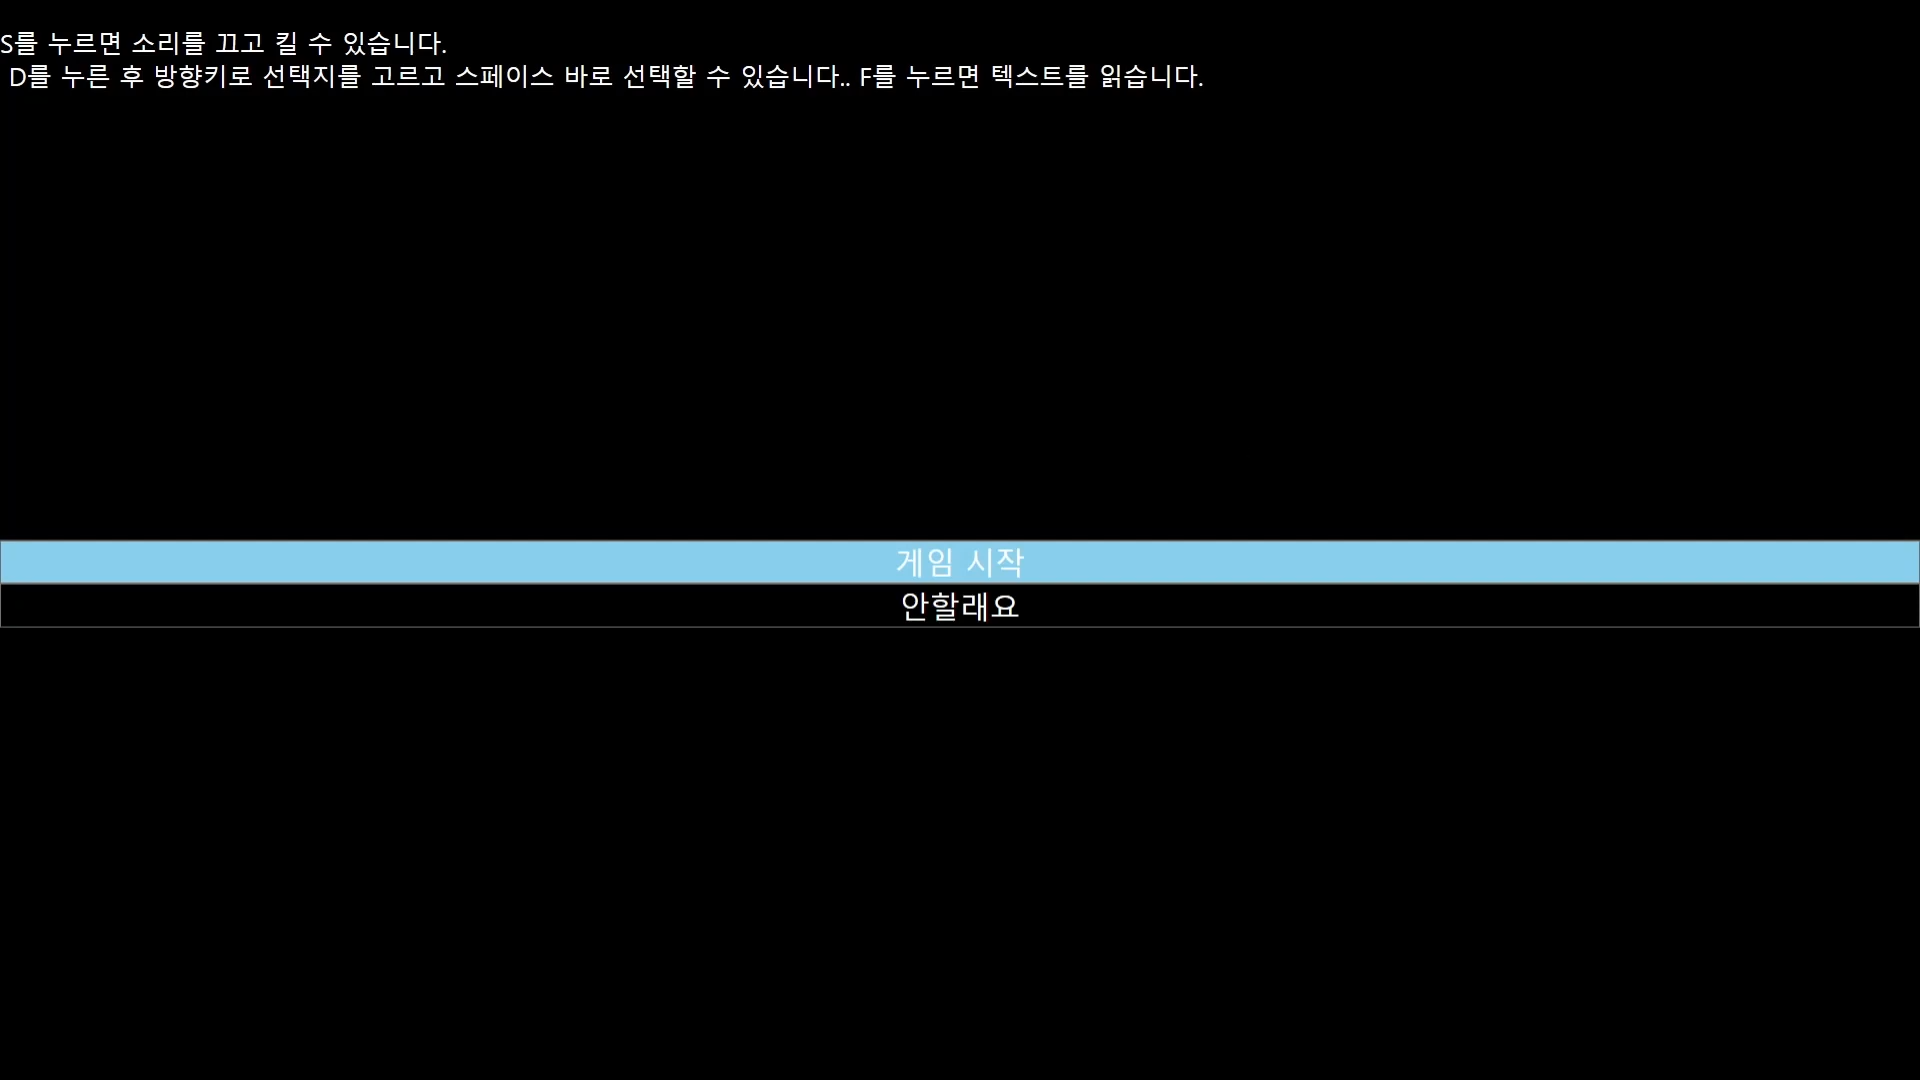 S를 누르면 소리를 끄고 킬 수 있습니다.
D를 누른 후 방향키로 선택지를 고르고 스페이스 바로 선택할 수 있습니다.. F를 누르면 텍스트를 읽습니다.
게임 시작
안할래요